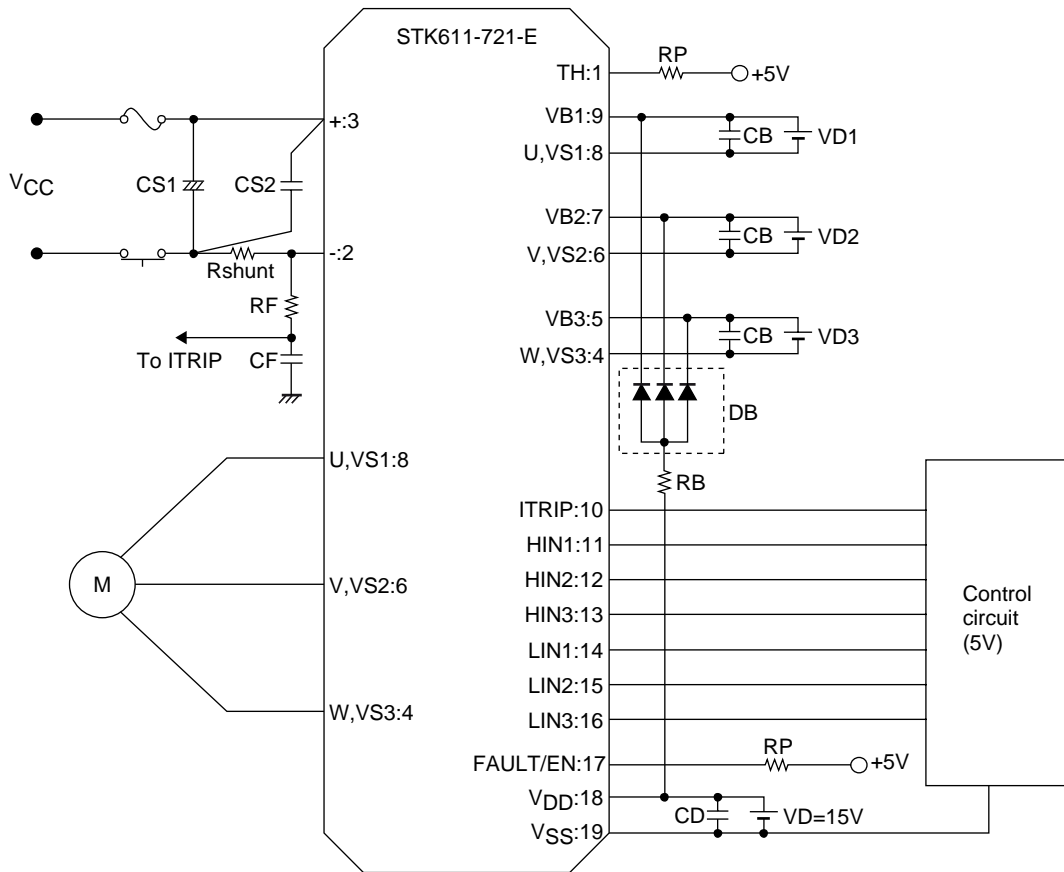 STK611-721-E
TH:1
RP
+5V
VB1:9
CB
VD1
U,VS1:8
+:3
VCC
CS1
CS2
VB2:7
CB
VD2
V,VS2:6
-:2
Rshunt
RF
VB3:5
CB
VD3
W,VS3:4
To ITRIP
CF
DB
U,VS1:8
RB
ITRIP:10
HIN1:11
M
V,VS2:6
HIN2:12
HIN3:13
Control
circuit
(5V)
LIN1:14
LIN2:15
W,VS3:4
LIN3:16
RP
FAULT/EN:17
+5V
VDD:18
CD
VD=15V
VSS:19